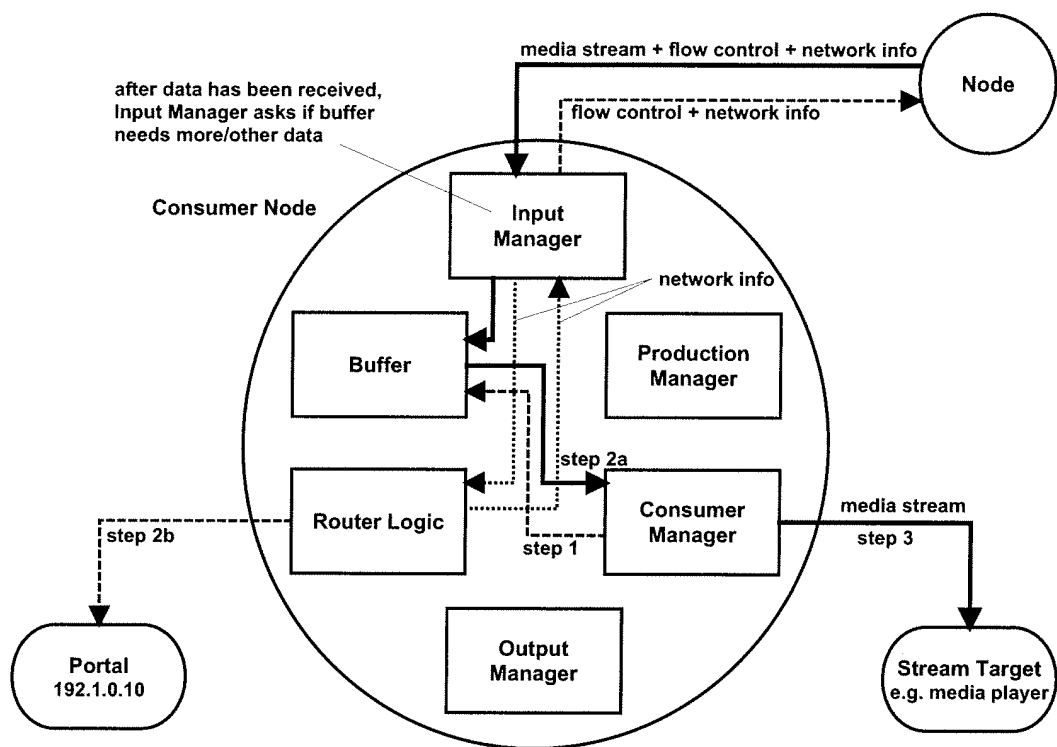 media stream + flow control + network info
Node
after data has been received,
Input Manager asks if buffer
needs more/other data
flow control + network info
Consumer Node
Input
Manager
network info
Buffer
Production
Manager
step 2a
Router Logic
Consumer
Manager
media stream
step 3
step 2b
step 1
Output
Manager
Portal
192.1.0.10
Stream Target
e.g. media player